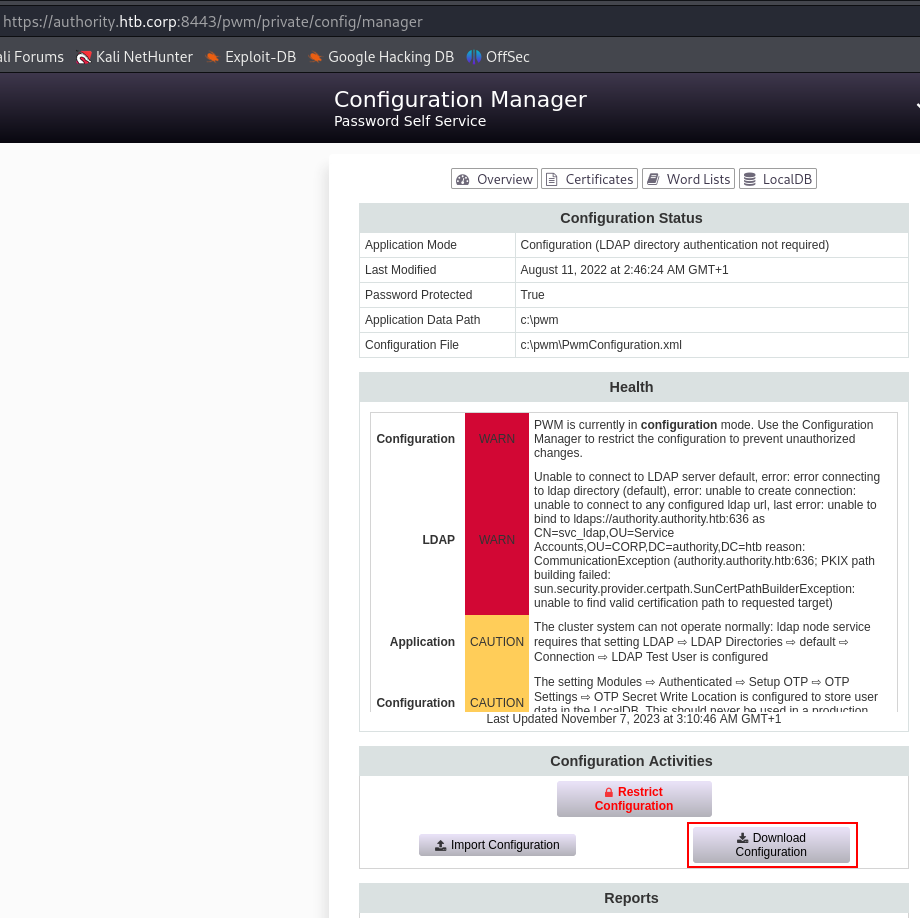 https://authority.htb.corp:8443/pwm/private/config/manager
ali Forums Kali NetHunter Exploit-DB Google Hacking DB OffSec
Configuration Manager
Password Self Service
Overview Certificates Word Lists LocalDB
Configuration Status
Application Mode Configuration (LDAP directory authentication not required)
Last Modified August 11, 2022 at 2:46:24 AM GMT+1
Password Protected True
Application Data Path c:\pwm
Configuration File c:\pwm\PwmConfiguration.xml
Health
PWM is currently in configuration mode. Use the Configuration
Configuration WARN Manager to restrict the configuration to prevent unauthorized
changes.
Unable to connect to LDAP server default, error: error connecting
to ldap directory (default), error: unable to create connection:
unable to connect to any configured ldap url, last error: unable to
bind to ldaps://authority.authority.htb:636 as
CN=svc_ldap,OU=Service
LDAP WARN Accounts,OU=CORP,DC=authority,DC=htb reason:
CommunicationException (authority.authority.htb:636; PKIX path
building failed:
sun.security.provider.certpath.SunCertPathBuilderException:
unable to find valid certification path to requested target)
The cluster system can not operate normally: ldap node service
Application CAUTION requires that setting LDAP ⇨ LDAP Directories ⇨ default ⇨
Connection ⇨ LDAP Test User is configured
The setting Modules ⇨ Authenticated ⇨ Setup OTP ⇨ OTP
Settings ⇨ OTP Secret Write Location is configured to store user
Configuration CAUTION data in the LocalDB. This should never be used in a production
Last Updated November 7, 2023 at 3:10:46 AM GMT+1
Configuration Activities
Restrict
Configuration
Import Configuration
Download
Configuration
Reports